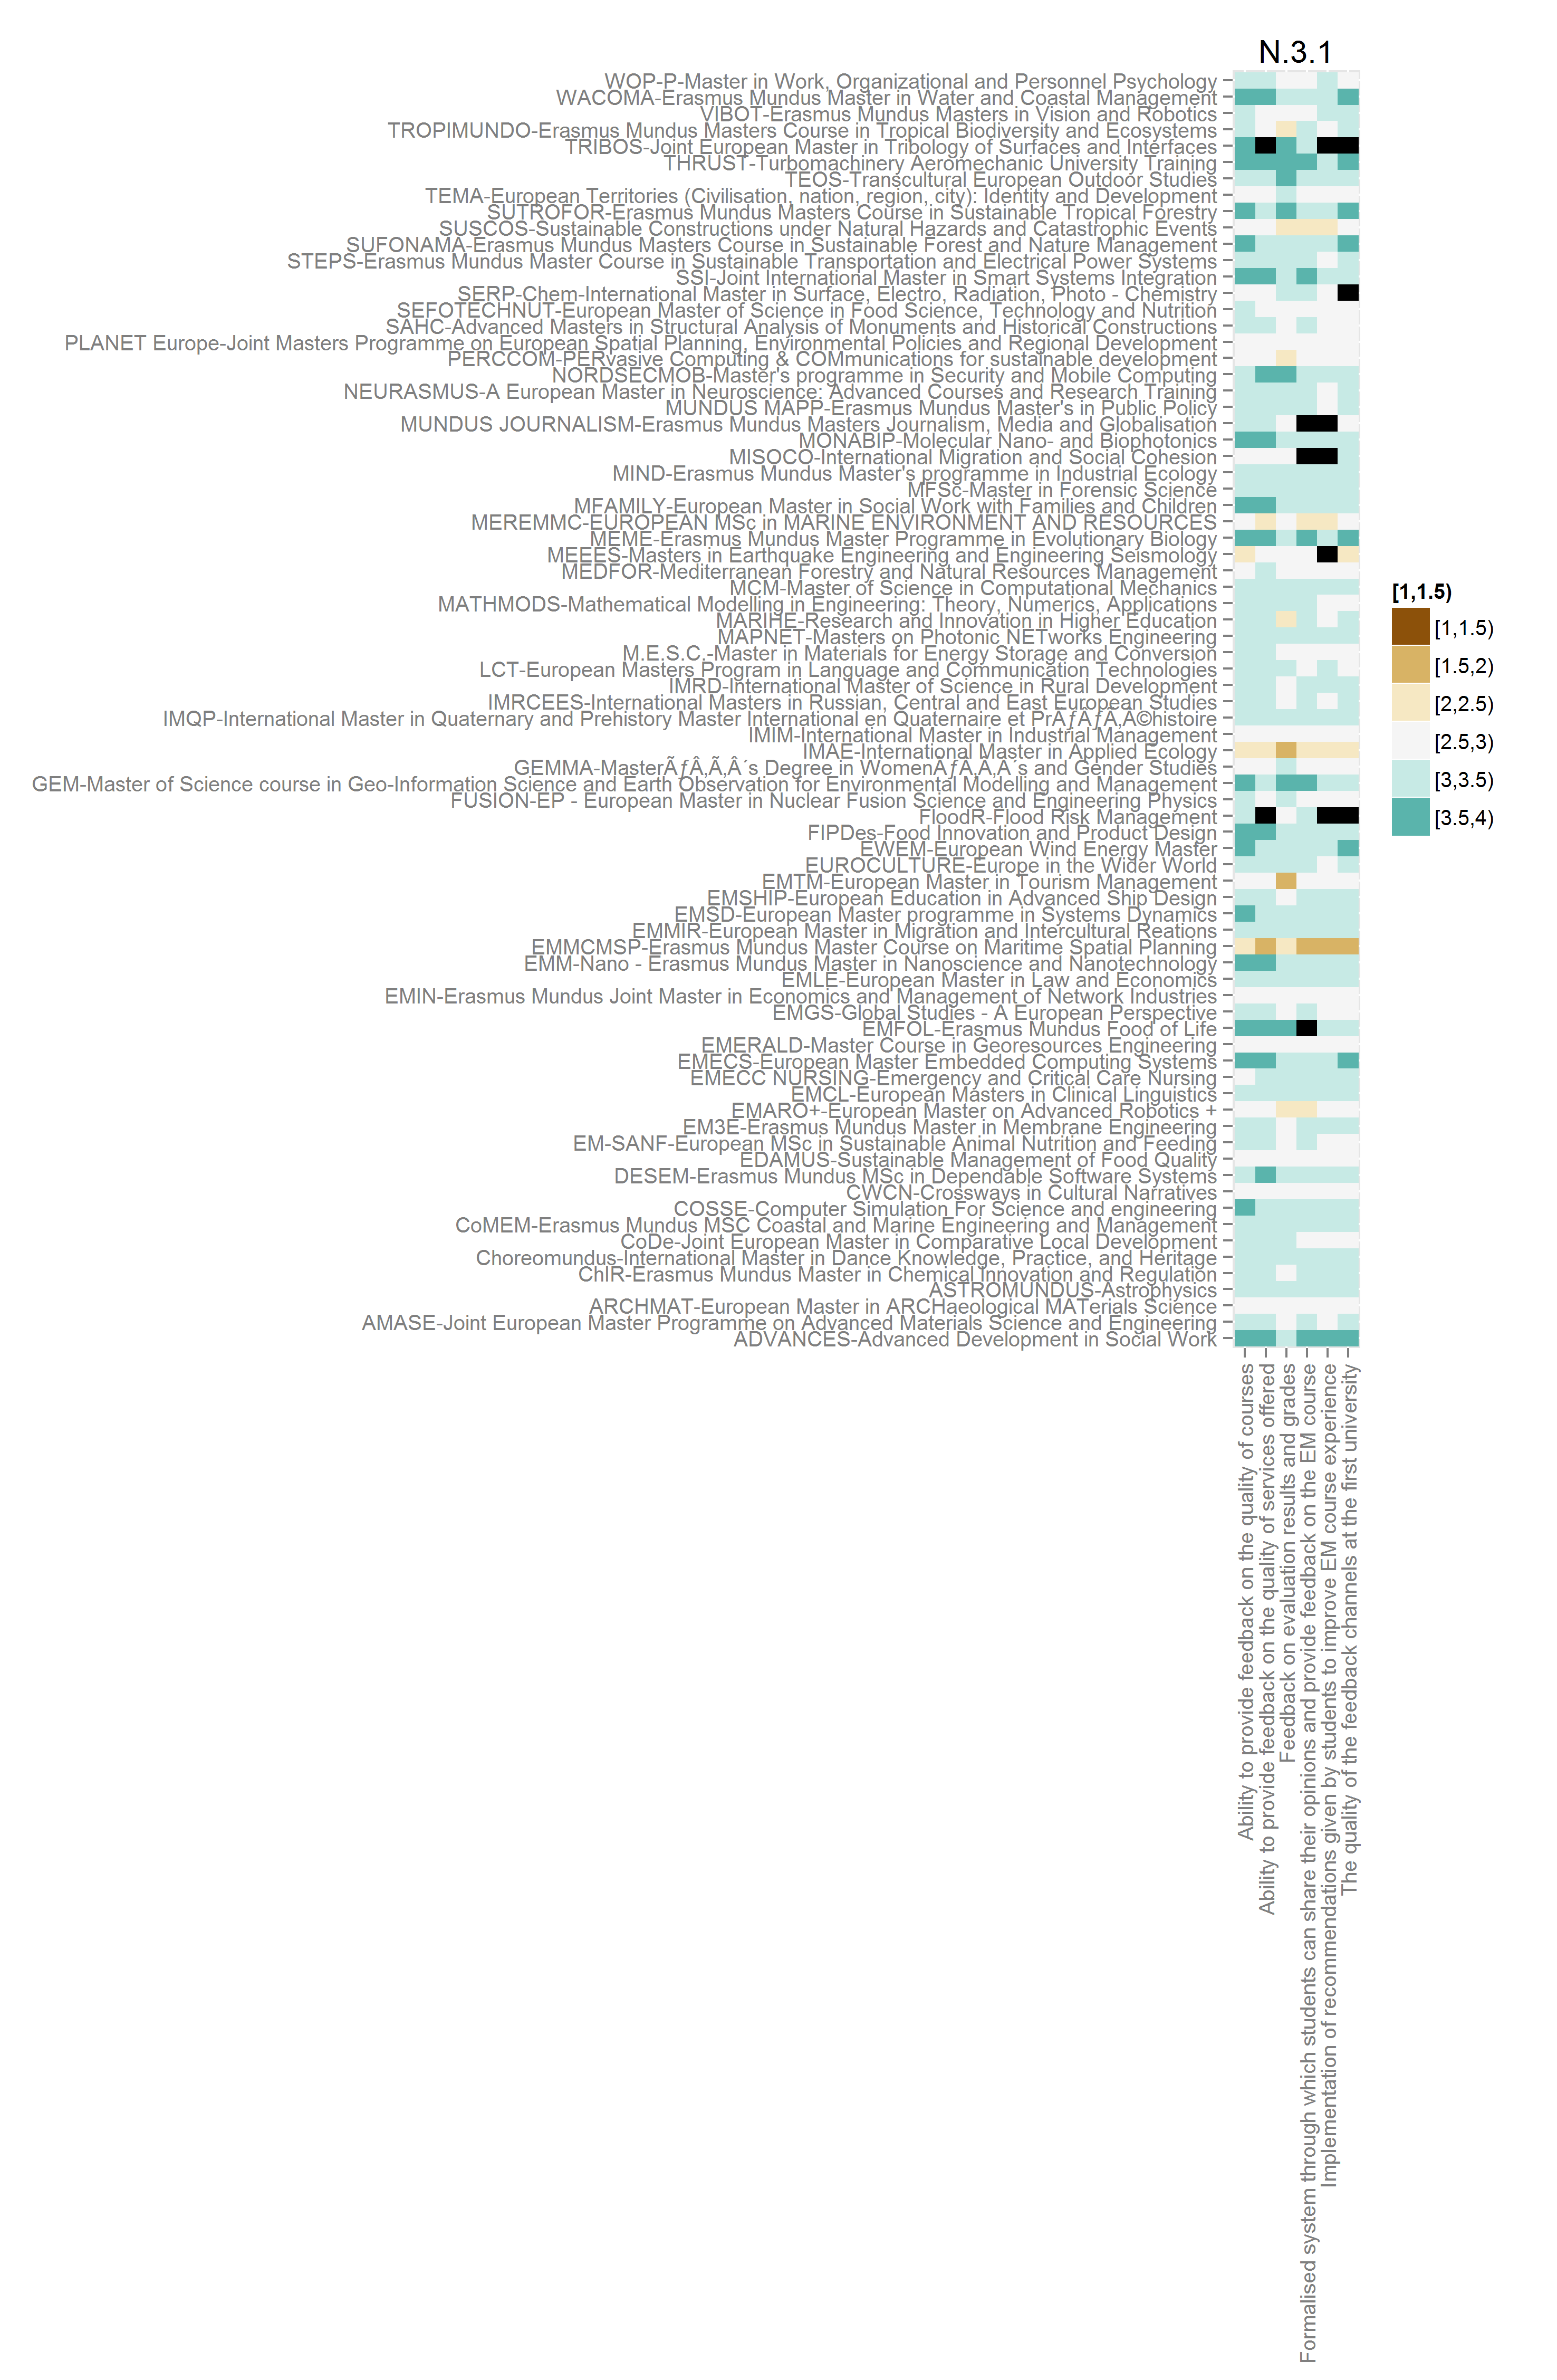 N.3.1
WOP-P-Master in Work, Organizational and Personnel Psychology
WACOMA-Erasmus Mundus Master in Water and Coastal Management
VIBOT-Erasmus Mundus Masters in Vision and Robotics
TROPIMUNDO-Erasmus Mundus Masters Course in Tropical Biodiversity and Ecosystems
TRIBOS-Joint European Master in Tribology of Surfaces and Interfaces
THRUST-Turbomachinery Aeromechanic University Training
TEOS-Transcultural European Outdoor Studies
TEMA-European Territories (Civilisation, nation, region, city): Identity and Development
SUTROFOR-Erasmus Mundus Masters Course in Sustainable Tropical Forestry
SUSCOS-Sustainable Constructions under Natural Hazards and Catastrophic Events
SUFONAMA-Erasmus Mundus Masters Course in Sustainable Forest and Nature Management
STEPS-Erasmus Mundus Master Course in Sustainable Transportation and Electrical Power Systems
SSI-Joint International Master in Smart Systems Integration
SERP-Chem-International Master in Surface, Electro, Radiation, Photo - Chemistry
SEFOTECHNUT-European Master of Science in Food Science, Technology and Nutrition
SAHC-Advanced Masters in Structural Analysis of Monuments and Historical Constructions
PLANET Europe-Joint Masters Programme on European Spatial Planning, Environmental Policies and Regional Development
PERCCOM-PERvasive Computing & COMmunications for sustainable development
NORDSECMOB-Master's programme in Security and Mobile Computing
NEURASMUS-A European Master in Neuroscience: Advanced Courses and Research Training
MUNDUS MAPP-Erasmus Mundus Master's in Public Policy
MUNDUS JOURNALISM-Erasmus Mundus Masters Journalism, Media and Globalisation
MONABIP-Molecular Nano- and Biophotonics
MISOCO-International Migration and Social Cohesion
MIND-Erasmus Mundus Master's programme in Industrial Ecology
MFSc-Master in Forensic Science
MFAMILY-European Master in Social Work with Families and Children
MEREMMC-EUROPEAN MSc in MARINE ENVIRONMENT AND RESOURCES
MEME-Erasmus Mundus Master Programme in Evolutionary Biology
MEEES-Masters in Earthquake Engineering and Engineering Seismology
MEDFOR-Mediterranean Forestry and Natural Resources Management
MCM-Master of Science in Computational Mechanics
MATHMODS-Mathematical Modelling in Engineering: Theory, Numerics, Applications
MARIHE-Research and Innovation in Higher Education
MAPNET-Masters on Photonic NETworks Engineering
M.E.S.C.-Master in Materials for Energy Storage and Conversion
LCT-European Masters Program in Language and Communication Technologies
IMRD-International Master of Science in Rural Development
IMRCEES-International Masters in Russian, Central and East European Studies
IMQP-International Master in Quaternary and Prehistory Master International en Quaternaire et PrÃƒÂƒÃ‚Â©histoire
IMIM-International Master in Industrial Management
IMAE-International Master in Applied Ecology
GEMMA-MasterÃƒÂ‚Ã‚Â´s Degree in WomenÃƒÂ‚Ã‚Â´s and Gender Studies
GEM-Master of Science course in Geo-Information Science and Earth Observation for Environmental Modelling and Management
FUSION-EP - European Master in Nuclear Fusion Science and Engineering Physics
FloodR-Flood Risk Management
FIPDes-Food Innovation and Product Design
EWEM-European Wind Energy Master
EUROCULTURE-Europe in the Wider World
EMTM-European Master in Tourism Management
EMSHIP-European Education in Advanced Ship Design
EMSD-European Master programme in Systems Dynamics
EMMIR-European Master in Migration and Intercultural Reations
EMMCMSP-Erasmus Mundus Master Course on Maritime Spatial Planning
EMM-Nano - Erasmus Mundus Master in Nanoscience and Nanotechnology
EMLE-European Master in Law and Economics
EMIN-Erasmus Mundus Joint Master in Economics and Management of Network Industries
EMGS-Global Studies - A European Perspective
EMFOL-Erasmus Mundus Food of Life
EMERALD-Master Course in Georesources Engineering
EMECS-European Master Embedded Computing Systems
EMECC NURSING-Emergency and Critical Care Nursing
EMCL-European Masters in Clinical Linguistics
EMARO+-European Master on Advanced Robotics +
EM3E-Erasmus Mundus Master in Membrane Engineering
EM-SANF-European MSc in Sustainable Animal Nutrition and Feeding
EDAMUS-Sustainable Management of Food Quality
DESEM-Erasmus Mundus MSc in Dependable Software Systems
CWCN-Crossways in Cultural Narratives
COSSE-Computer Simulation For Science and engineering
CoMEM-Erasmus Mundus MSC Coastal and Marine Engineering and Management
CoDe-Joint European Master in Comparative Local Development
Choreomundus-International Master in Dance Knowledge, Practice, and Heritage
ChIR-Erasmus Mundus Master in Chemical Innovation and Regulation
ASTROMUNDUS-Astrophysics
ARCHMAT-European Master in ARCHaeological MATerials Science
AMASE-Joint European Master Programme on Advanced Materials Science and Engineering
ADVANCES-Advanced Development in Social Work
Ability to provide feedback on the quality of courses
Ability to provide feedback on the quality of services offered
Feedback on evaluation results and grades
Formalised system through which students can share their opinions and provide feedback on the EM course
Implementation of recommendations given by students to improve EM course experience
The quality of the feedback channels at the first university
[1,1.5)
[1,1.5)
[1.5,2)
[2,2.5)
[2.5,3)
[3,3.5)
[3.5,4)